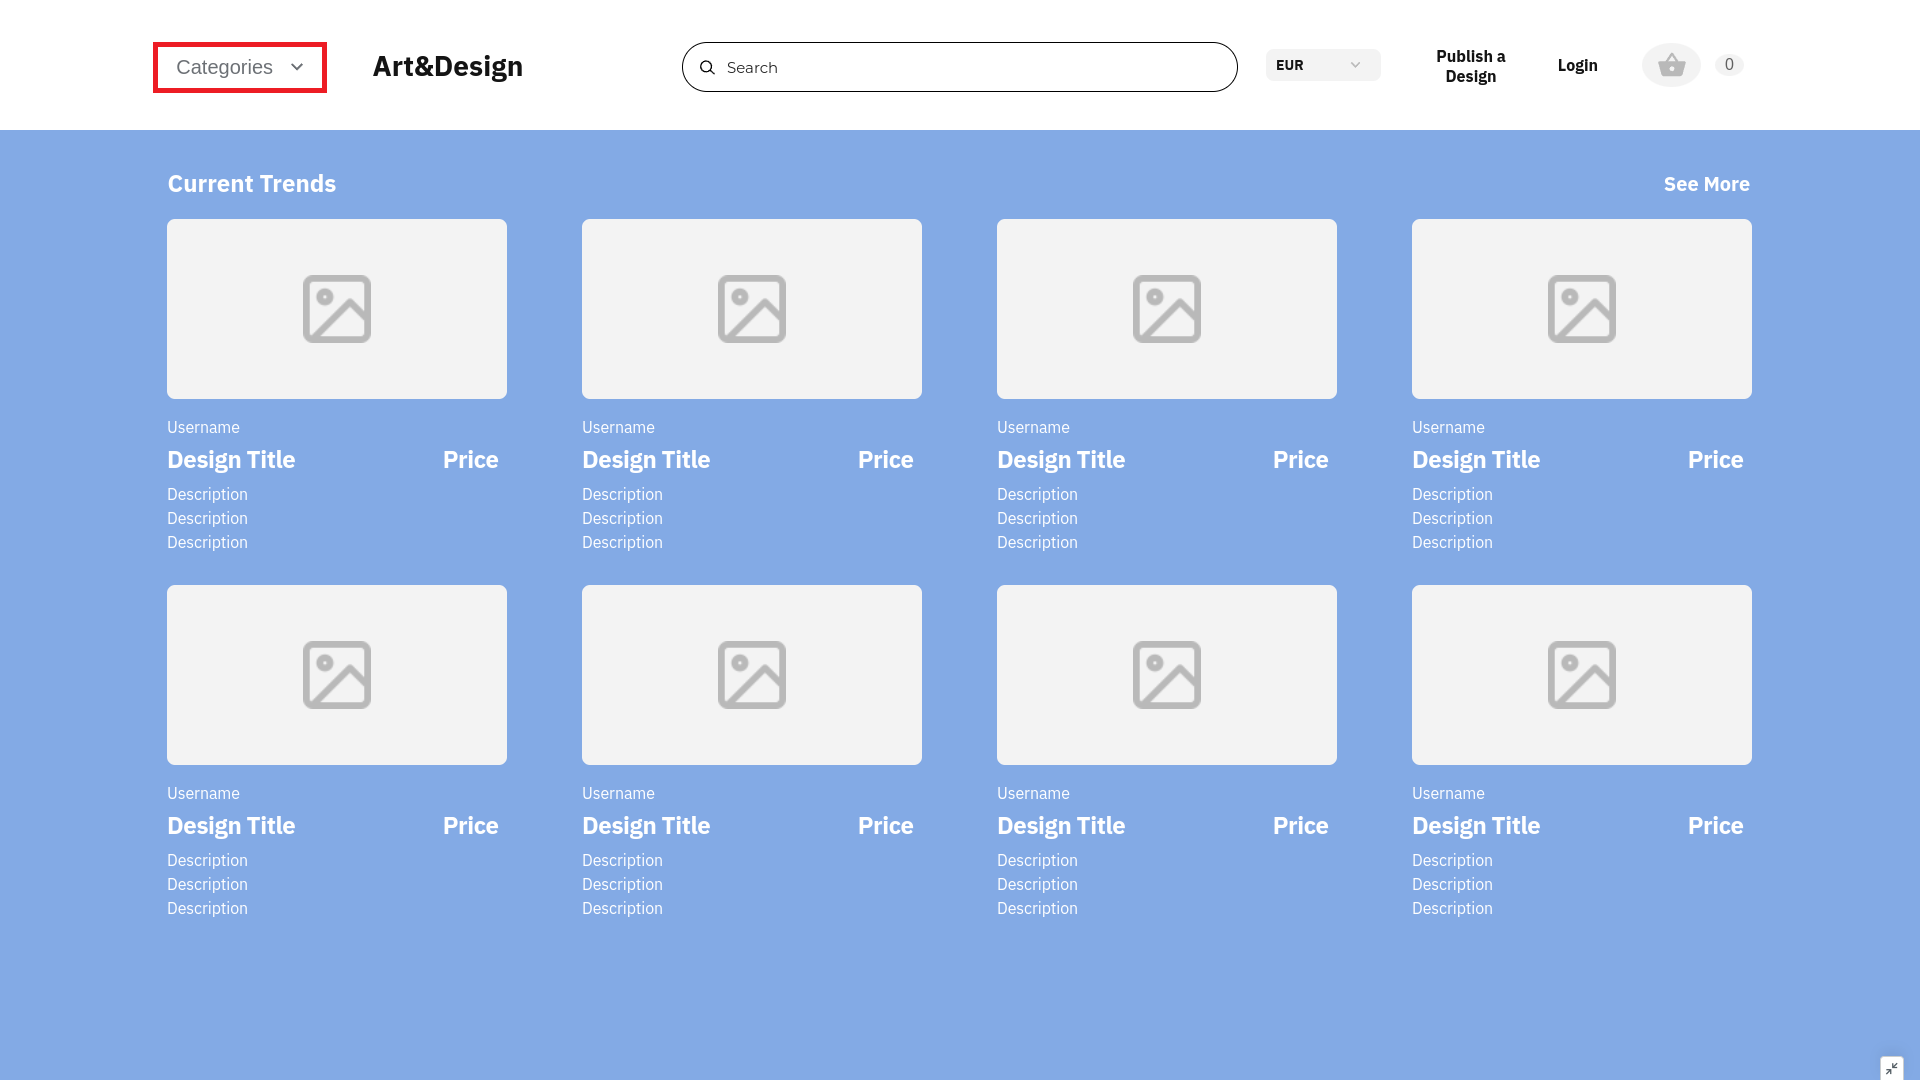 Categories
Art&Design
Search
EUR
Publish a
Design
Login
0
Current Trends
See More
Username
Design Title
Price
Description
Description
Description
Username
Design Title
Price
Description
Description
Description
Username
Design Title
Price
Description
Description
Description
Username
Design Title
Price
Description
Description
Description
Username
Design Title
Price
Description
Description
Description
Username
Design Title
Price
Description
Description
Description
Username
Design Title
Price
Description
Description
Description
Username
Design Title
Price
Description
Description
Description